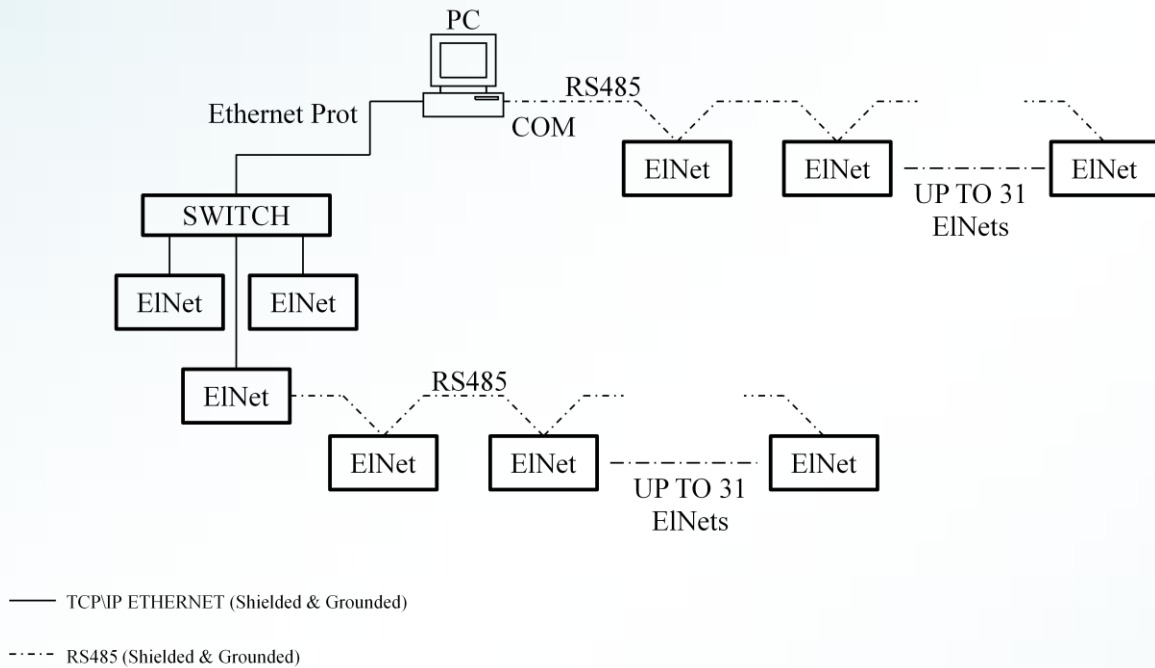 PC
RS485
Ethernet Prot
COM
ElNet
ElNet
ElNet
UP TO 31
ElNets
SWITCH
ElNet
ElNet
ElNet
RS485
ElNet
ElNet
ElNet
UP TO 31
ElNets
TCP\IP ETHERNET (Shielded & Grounded)
RS485 (Shielded & Grounded)